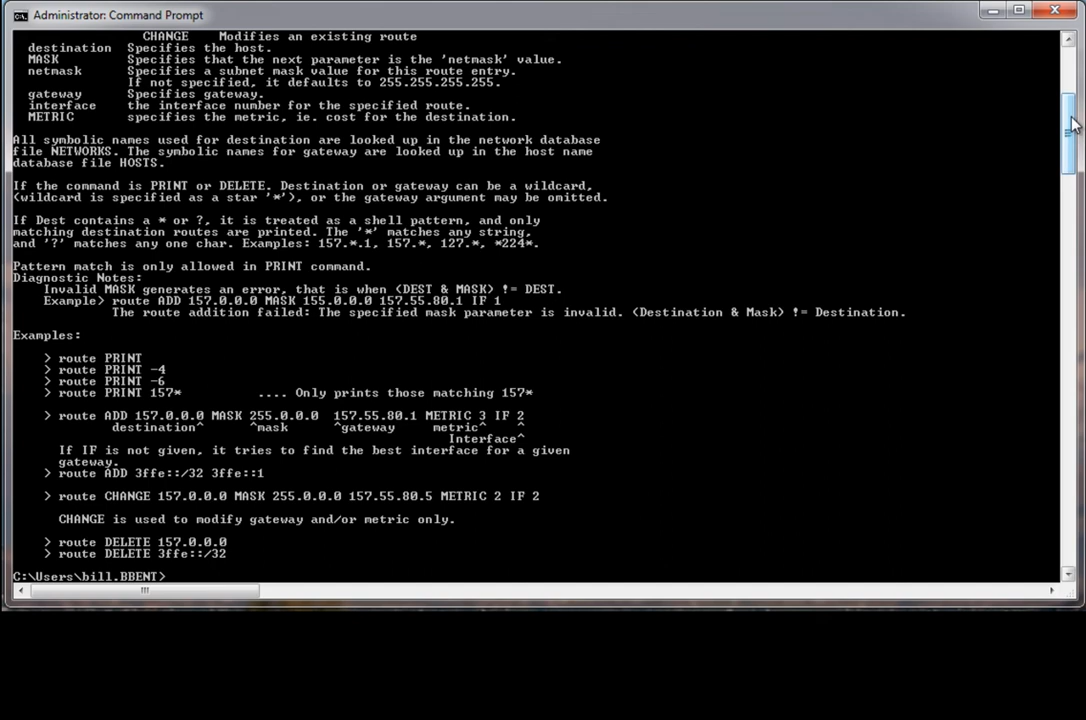 Administrator: Command Prompt
CHANGE Modifies an existing route
destination Specifies the host.
MASK Specifies that the next parameter is the 'netmask' value.
netmask Specifies a subnet mask value for this route entry.
If not specified, it defaults to 255.255.255.255.
gateway Specifies gateway.
interface the interface number for the specified route.
METRIC specifies the metric, ie. cost for the destination.
All symbolic names used for destination are looked up in the network database
file NETWORKS. The symbolic names for gateway are looked up in the host name
database file HOSTS.
If the command is PRINT or DELETE. Destination or gateway can be a wildcard,
(wildcard is specified as a star '*'), or the gateway argument may be omitted.
If Dest contains a * or ?, it is treated as a shell pattern, and only
matching destination routes are printed. The '*' matches any string,
and '?' matches any one char. Examples: 157.*.1, 157.*, 127.*, *224*.
Pattern match is only allowed in PRINT command.
Diagnostic Notes:
Invalid MASK generates an error, that is when (DEST & MASK) != DEST.
Example> route ADD 157.0.0.0 MASK 155.0.0.0 157.55.80.1 IF 1
The route addition failed: The specified mask parameter is invalid. (Destination & Mask) != Destination.
Examples:
> route PRINT
> route PRINT -4
> route PRINT -6
> route PRINT 157* .... Only prints those matching 157*
> route ADD 157.0.0.0 MASK 255.0.0.0 157.55.80.1 METRIC 3 IF 2
destination^ ^mask ^gateway metric^ ^
Interface^
If IF is not given, it tries to find the best interface for a given
gateway.
> route ADD 3ffe::/32 3ffe::1
> route CHANGE 157.0.0.0 MASK 255.0.0.0 157.55.80.5 METRIC 2 IF 2
CHANGE is used to modify gateway and/or metric only.
> route DELETE 157.0.0.0
> route DELETE 3ffe::/32
C:\Users\bill.BBENT>